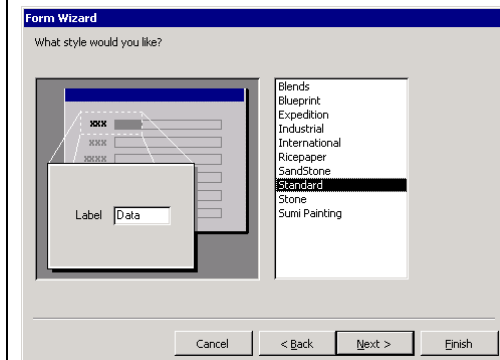 Form Wizard
What style would you like?
xxx
xxx
xxxx
Label Data
Blends
Blueprint
Expedition
Industrial
International
Ricepaper
SandStone
Standard
Stone
Sumi Painting
Cancel < Back Next > Finish